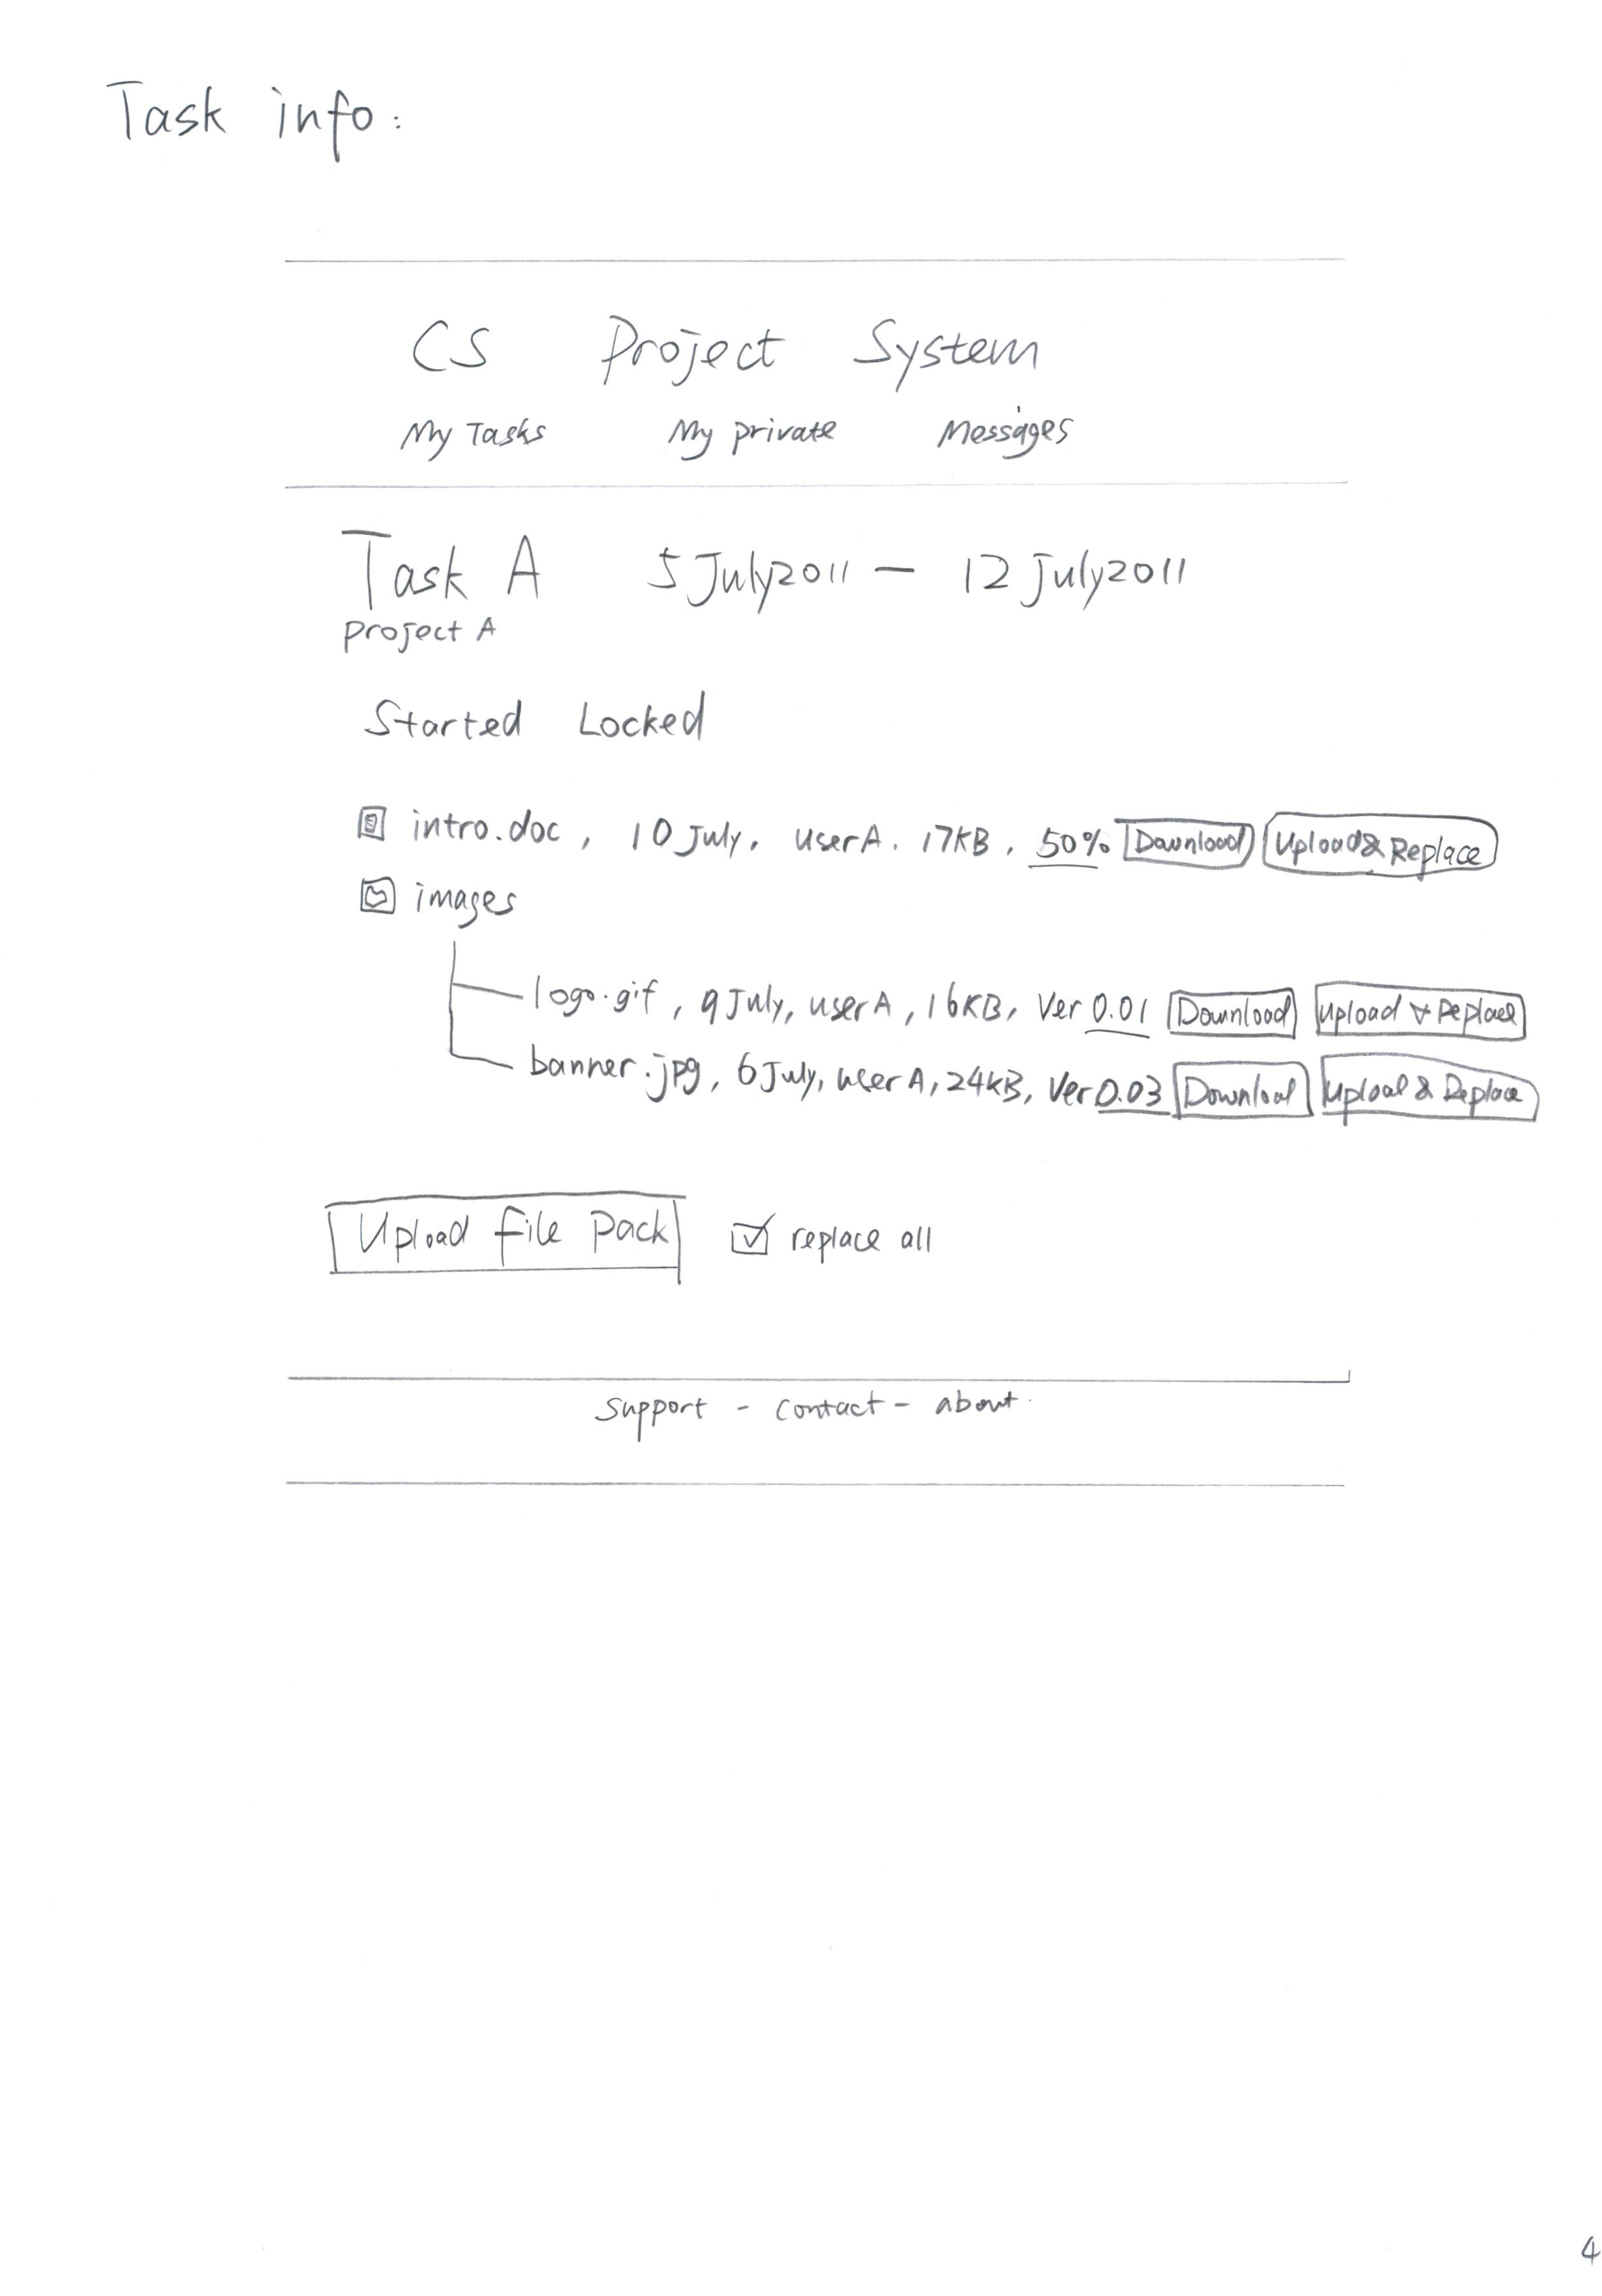 Task info:
CS Project System
My Tasks My private Messages
Task A 5 July 2011 — 12 July 2011
Project A
Started Locked
intro.doc, 10 July, userA. 17KB, 50% Download Upload & Replace
images
logo.gif, 9 July, userA, 16KB, Ver 0.01 Download Upload & Replace
banner.jpg, 6 July, userA, 24KB, Ver 0.03 Download Upload & Replace
Upload File Pack replace all
Support - Contact - about.
4